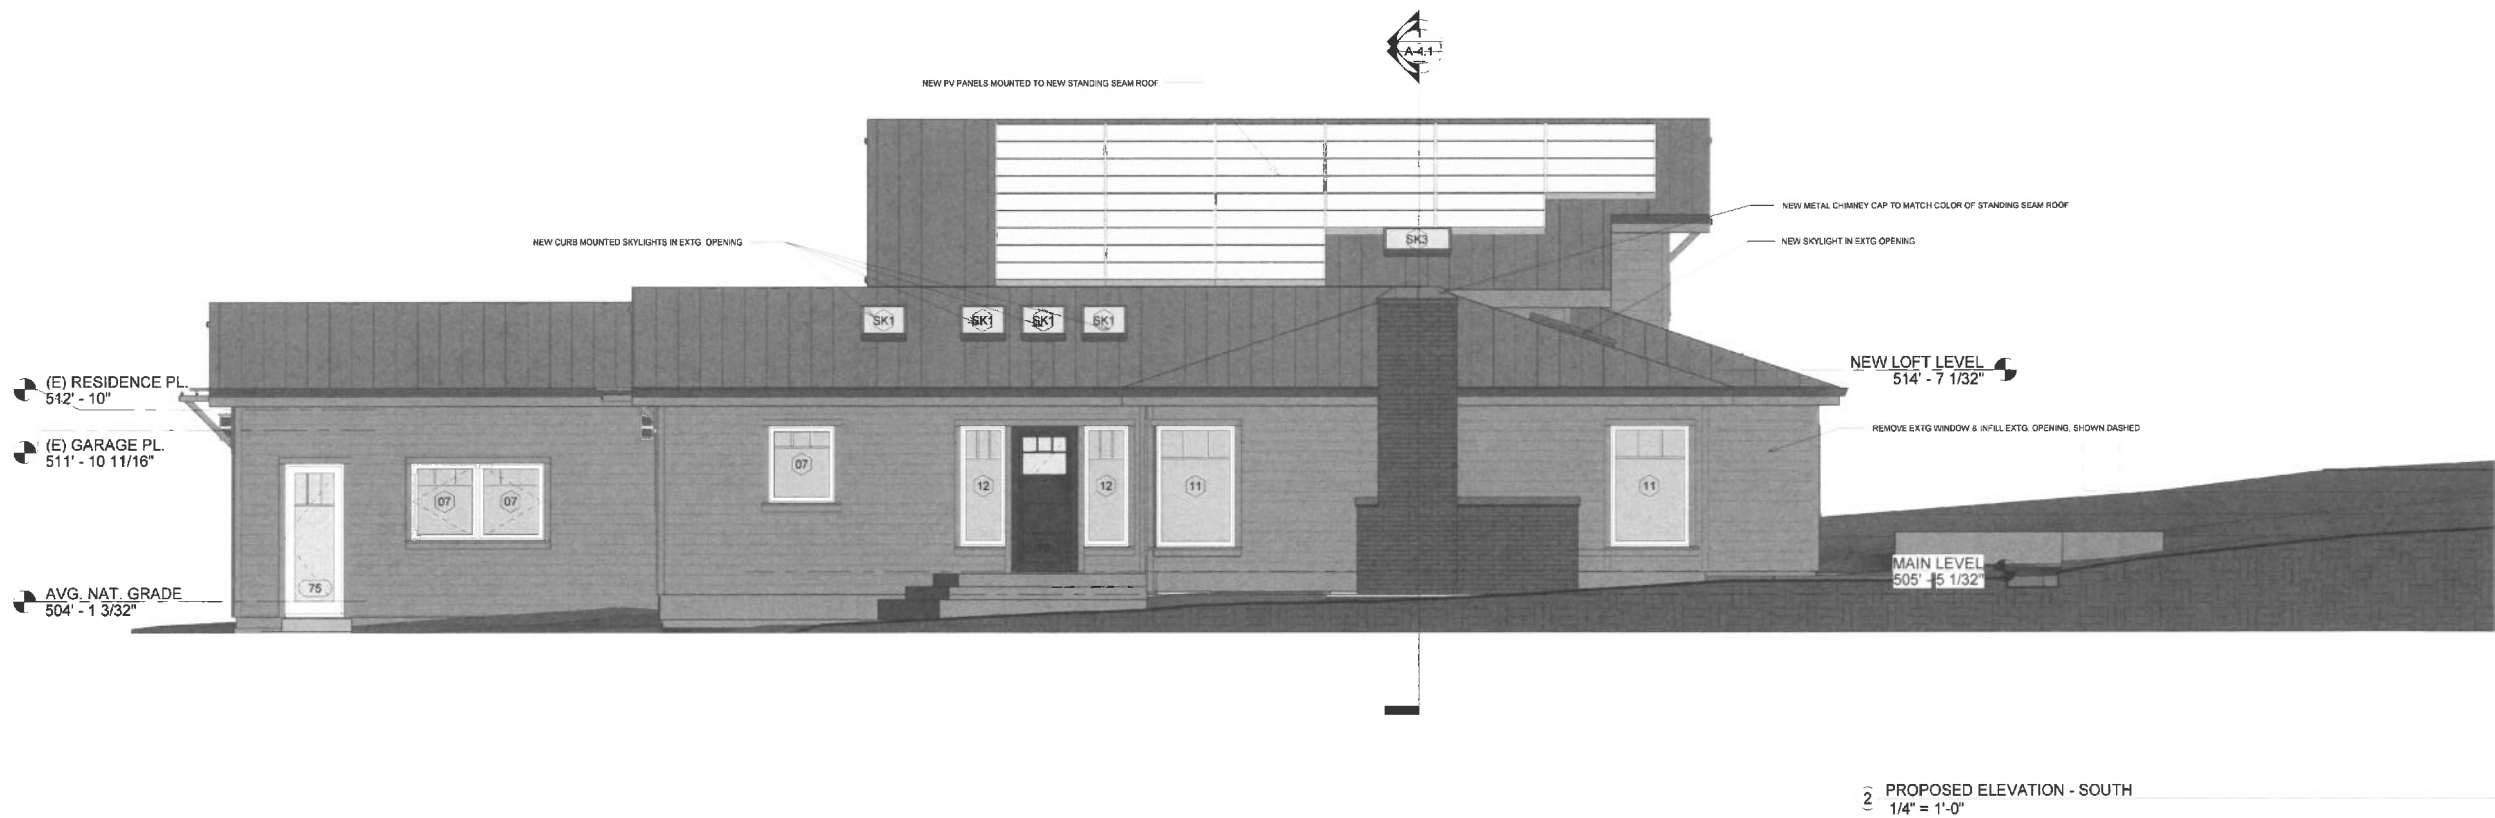 1
A-4.1
NEW PV PANELS MOUNTED TO NEW STANDING SEAM ROOF
NEW METAL CHIMNEY CAP TO MATCH COLOR OF STANDING SEAM ROOF
NEW CURB MOUNTED SKYLIGHTS IN EXTG OPENING
SK3
NEW SKYLIGHT IN EXTG OPENING
SK1
SK1
SK1
SK1
(E) RESIDENCE PL.
512' - 10"
NEW LOFT LEVEL
514' - 7 1/32"
REMOVE EXTG WINDOW & INFILL EXTG. OPENING, SHOWN DASHED
(E) GARAGE PL.
511' - 10 11/16"
07
07
07
12
12
11
11
MAIN LEVEL
505' - 5 1/32"
75
AVG. NAT. GRADE
504' - 1 3/32"
2
PROPOSED ELEVATION - SOUTH
1/4" = 1'-0"